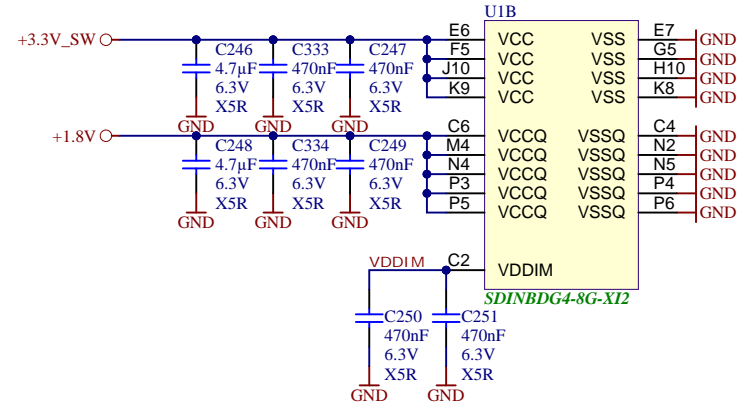 U1B
+3.3V_SW
E6 VCC VSS E7 GND
F5 VCC VSS G5 GND
J10 VCC VSS H10 GND
K9 VCC VSS K8 GND
C246 C333 C247
4.7µF 470nF 470nF
6.3V 6.3V 6.3V
X5R X5R X5R
GND GND GND
+1.8V
C6 VCCQ VSSQ C4 GND
M4 VCCQ VSSQ N2 GND
N4 VCCQ VSSQ N5 GND
P3 VCCQ VSSQ P4 GND
P5 VCCQ VSSQ P6 GND
C248 C334 C249
4.7µF 470nF 470nF
6.3V 6.3V 6.3V
X5R X5R X5R
GND GND GND
VDDIM C2 VDDIM
SDINBDG4-8G-XI2
C250 C251
470nF 470nF
6.3V 6.3V
X5R X5R
GND GND